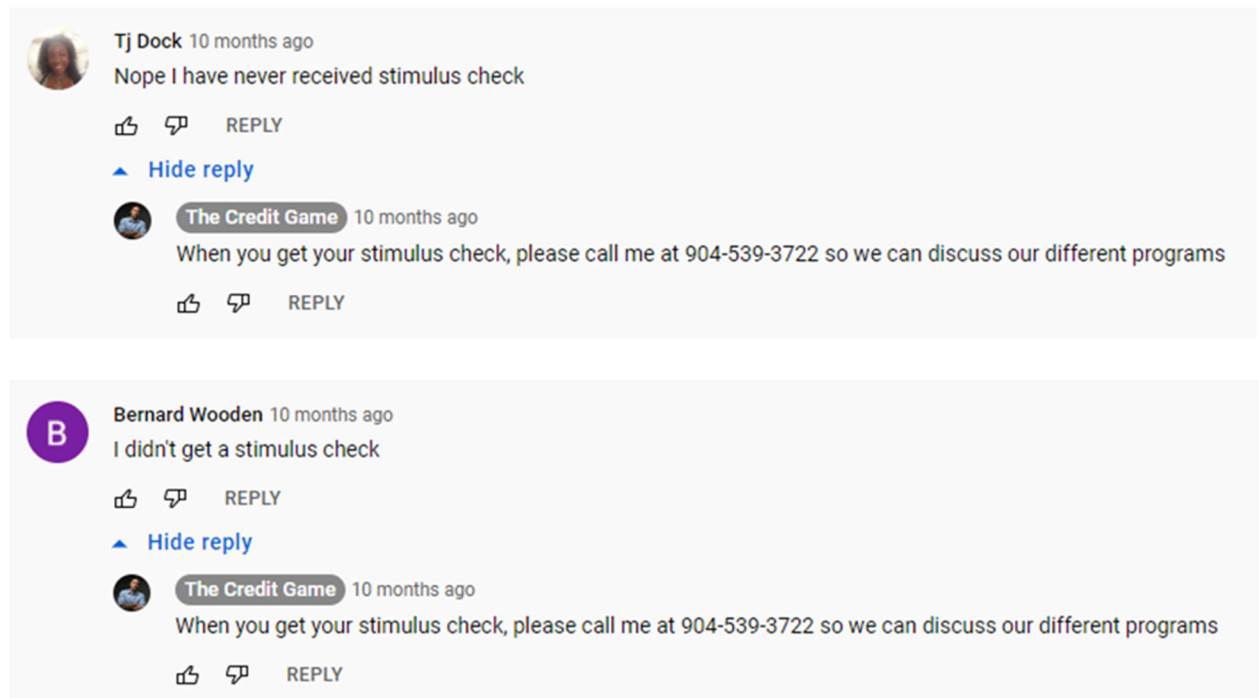 Tj Dock 10 months ago
Nope I have never received stimulus check
REPLY
Hide reply
The Credit Game 10 months ago
When you get your stimulus check, please call me at 904-539-3722 so we can discuss our different programs
REPLY
B
Bernard Wooden 10 months ago
I didn't get a stimulus check
REPLY
Hide reply
The Credit Game 10 months ago
When you get your stimulus check, please call me at 904-539-3722 so we can discuss our different programs
REPLY